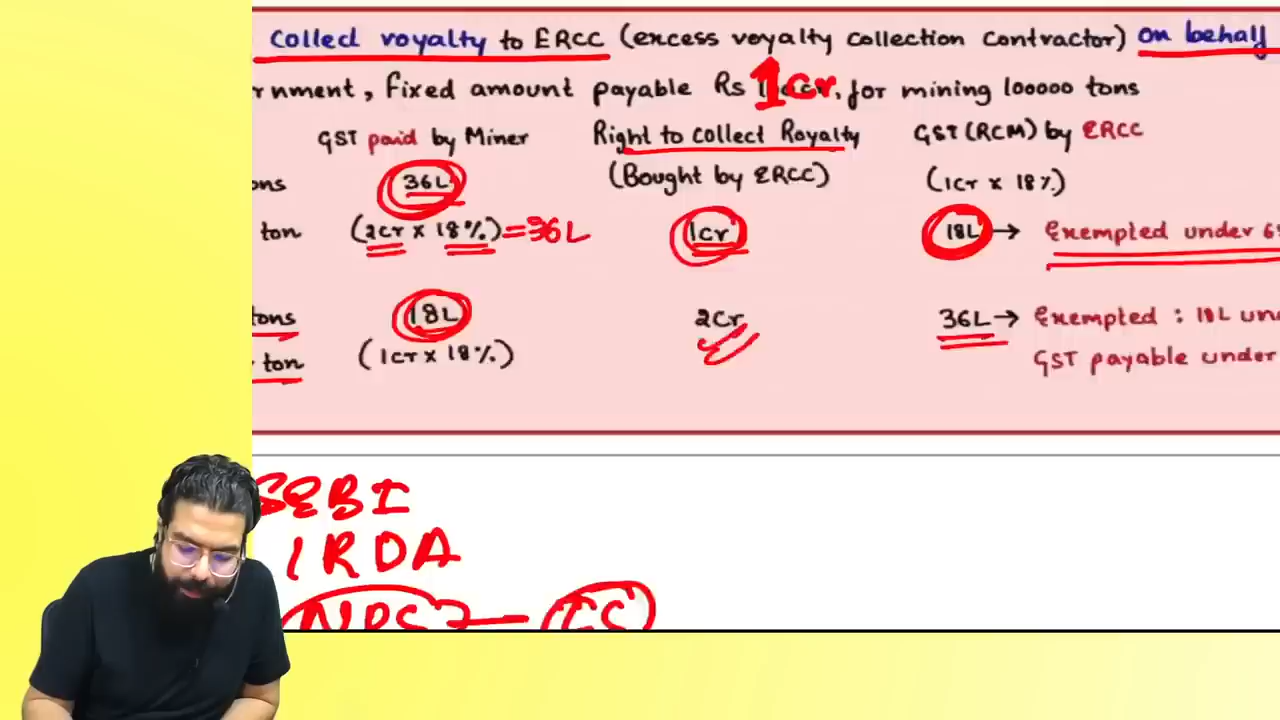 collected royalty to ERCC (excess royalty collection contractor) on behalf
rnment, fixed amount payable Rs 1cr, for mining 100000 tons
GST paid by Miner Right to collect Royalty GST (RCM) by ERCC
ons 36L (Bought by ERCC) (1cr x 18%)
ton (2cr x 18%) = 36L 1cr 18L → Exempted under 6
tons 18L 2Cr 36L → Exempted : 18L un
ton (1cr x 18%) GST payable under
SEBI
IRDA